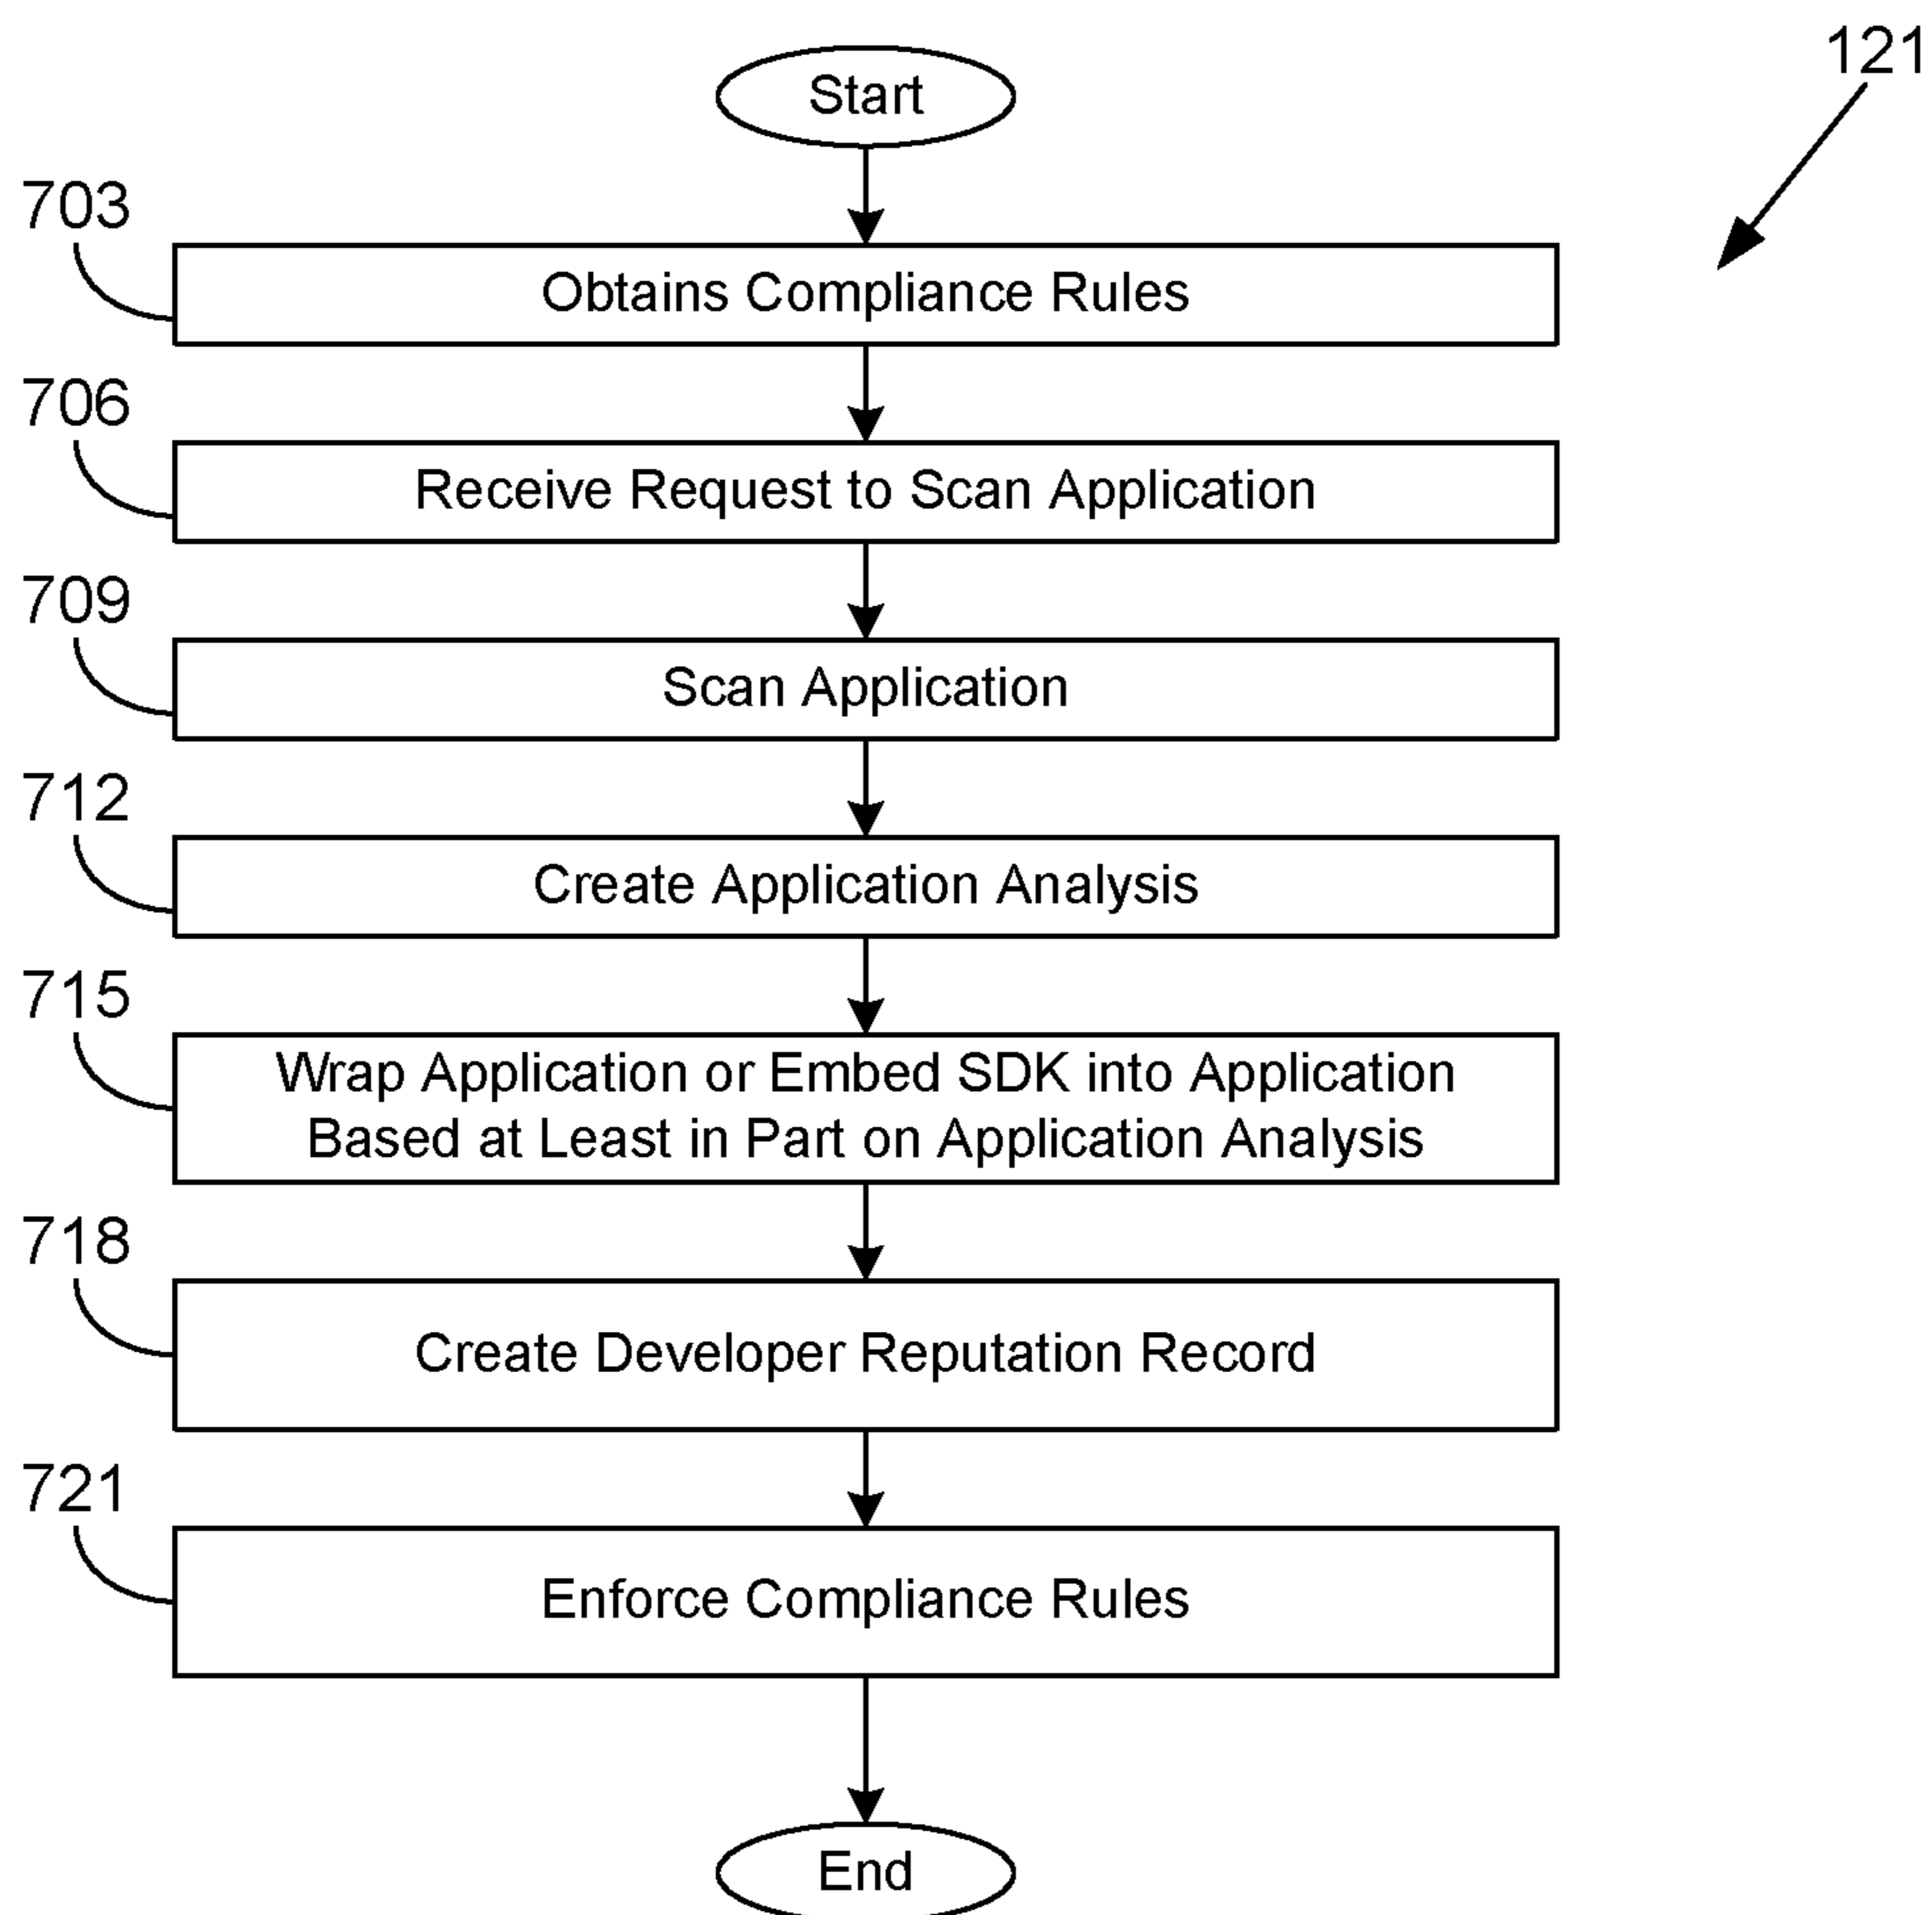 121
Start
703
Obtains Compliance Rules
706
Receive Request to Scan Application
709
Scan Application
712
Create Application Analysis
715
Wrap Application or Embed SDK into Application
Based at Least in Part on Application Analysis
718
Create Developer Reputation Record
721
Enforce Compliance Rules
End